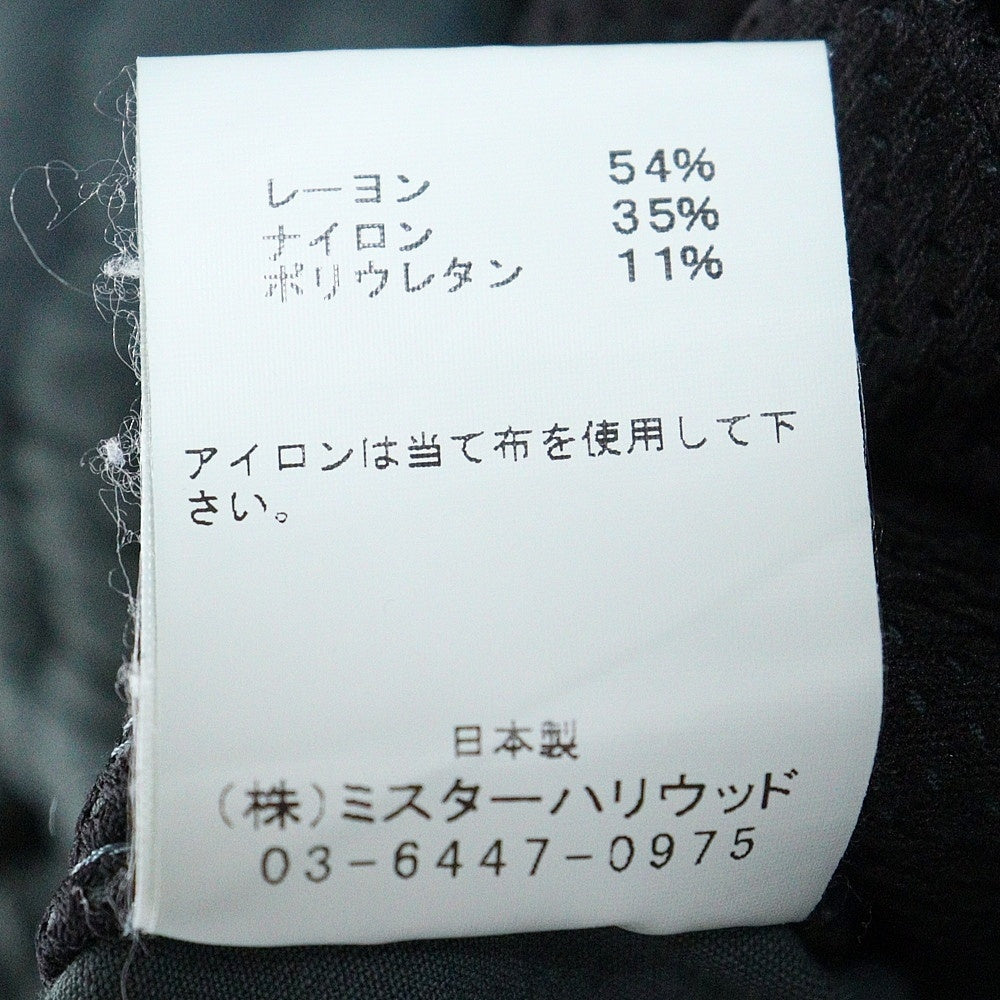 レーヨン 54%
ナイロン 35%
ポリウレタン 11%
アイロンは当て布を使用して下
さい。
日本製
(株)ミスターハリウッド
03-6447-0975